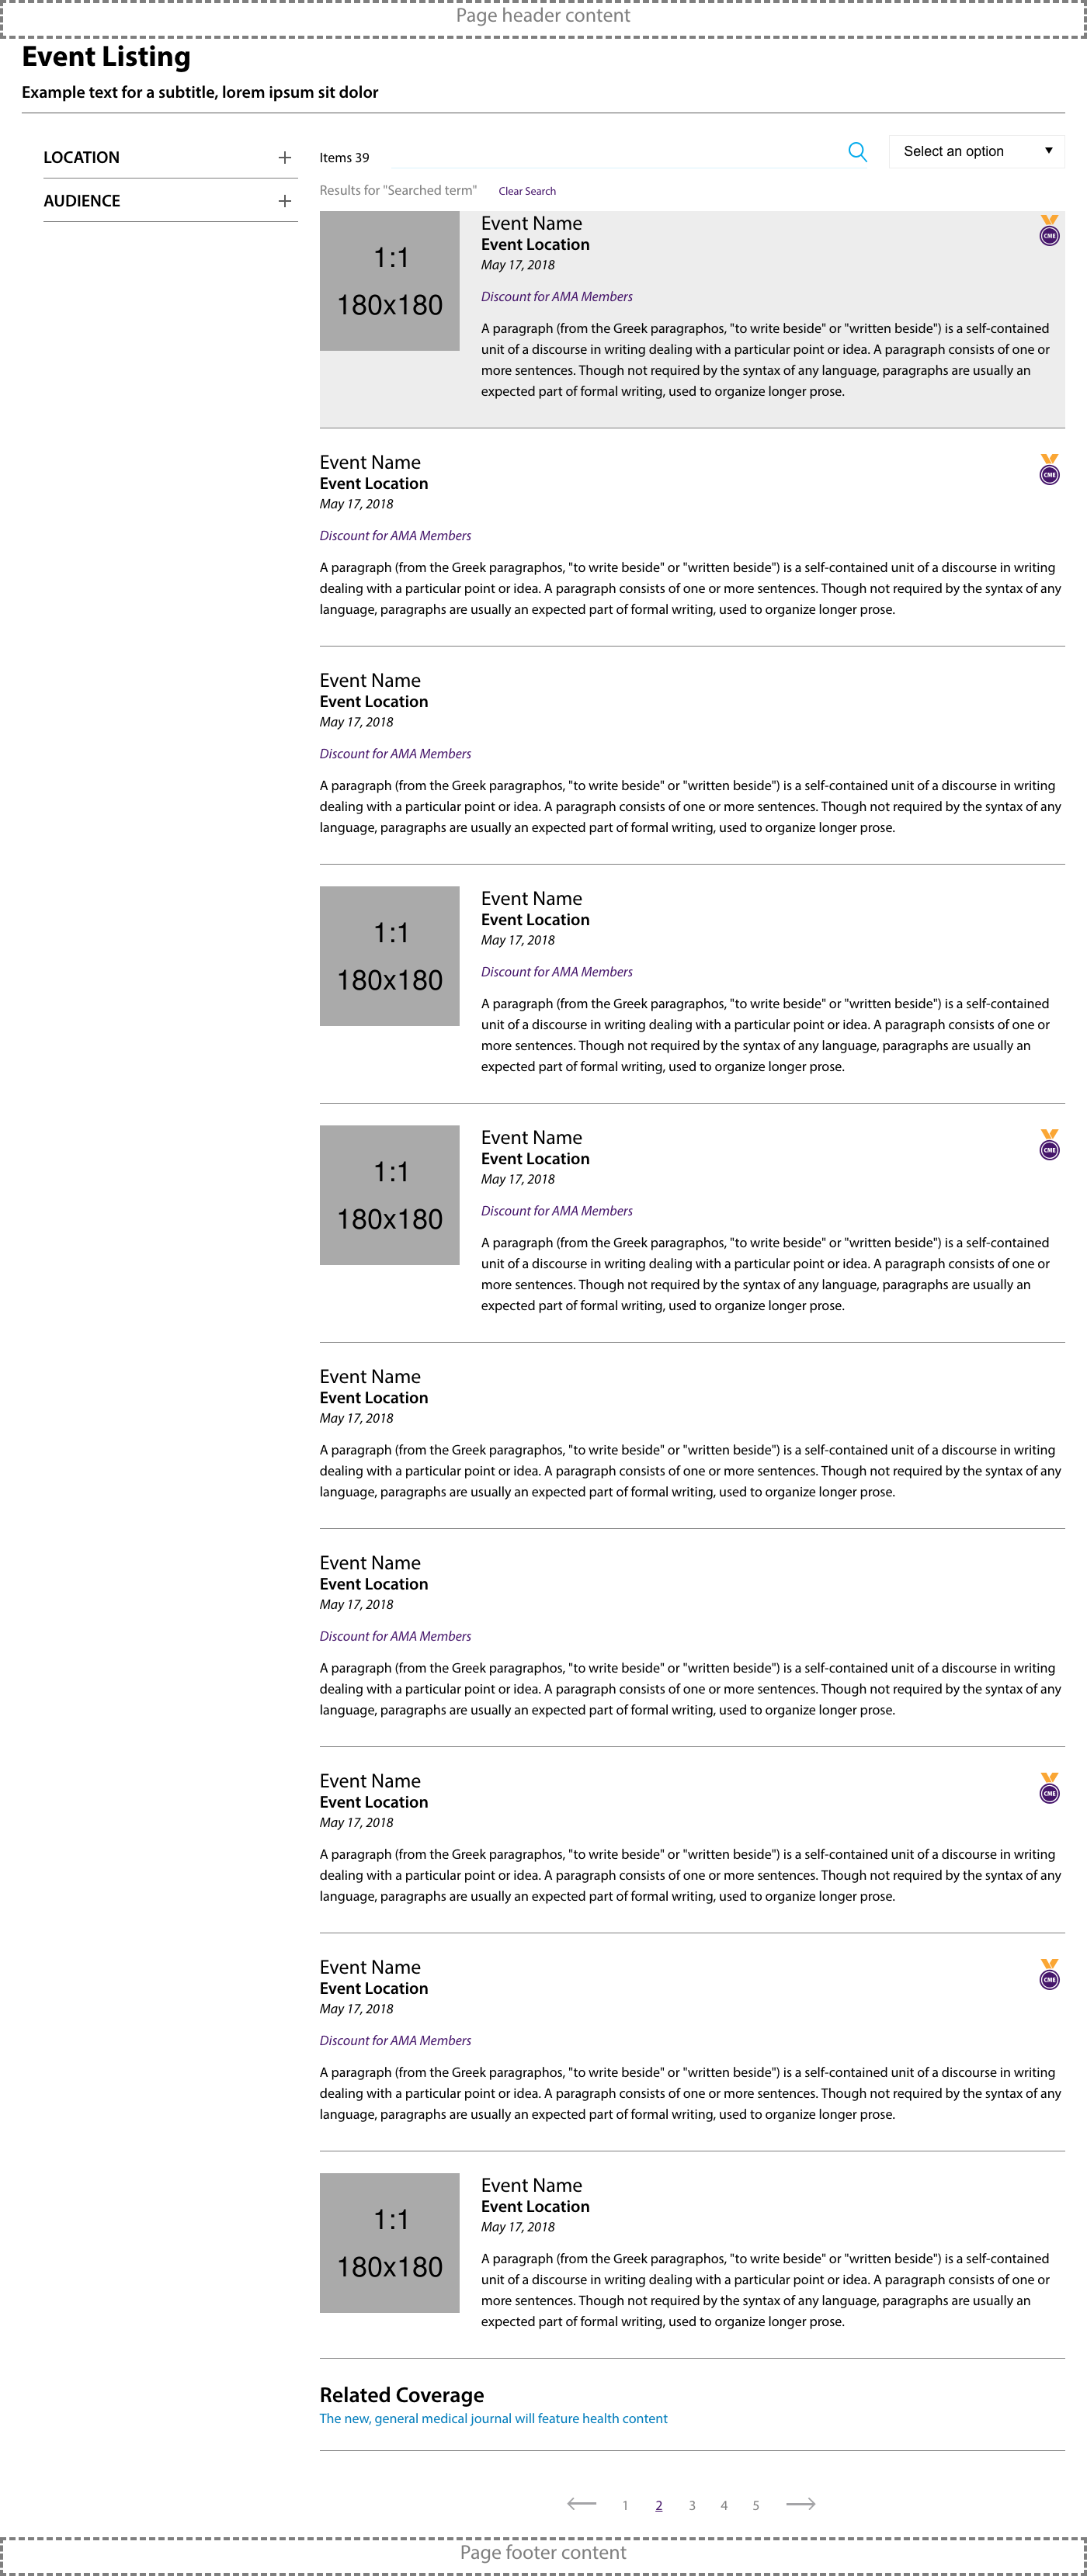 Page header content
Event Listing
Example text for a subtitle, lorem ipsum sit dolor
LOCATION
AUDIENCE
Items 39
Select an option
Results for "Searched term" Clear Search
1:1
180x180
Event Name
CME
Event Location
May 17, 2018
Discount for AMA Members
A paragraph (from the Greek paragraphos, "to write beside" or "written beside") is a self-contained
unit of a discourse in writing dealing with a particular point or idea. A paragraph consists of one or
more sentences. Though not required by the syntax of any language, paragraphs are usually an
expected part of formal writing, used to organize longer prose.
Event Name
CME
Event Location
May 17, 2018
Discount for AMA Members
A paragraph (from the Greek paragraphos, "to write beside" or "written beside") is a self-contained unit of a discourse in writing
dealing with a particular point or idea. A paragraph consists of one or more sentences. Though not required by the syntax of any
language, paragraphs are usually an expected part of formal writing, used to organize longer prose.
Event Name
Event Location
May 17, 2018
Discount for AMA Members
A paragraph (from the Greek paragraphos, "to write beside" or "written beside") is a self-contained unit of a discourse in writing
dealing with a particular point or idea. A paragraph consists of one or more sentences. Though not required by the syntax of any
language, paragraphs are usually an expected part of formal writing, used to organize longer prose.
1:1
180x180
Event Name
Event Location
May 17, 2018
Discount for AMA Members
A paragraph (from the Greek paragraphos, "to write beside" or "written beside") is a self-contained
unit of a discourse in writing dealing with a particular point or idea. A paragraph consists of one or
more sentences. Though not required by the syntax of any language, paragraphs are usually an
expected part of formal writing, used to organize longer prose.
1:1
180x180
Event Name
CME
Event Location
May 17, 2018
Discount for AMA Members
A paragraph (from the Greek paragraphos, "to write beside" or "written beside") is a self-contained
unit of a discourse in writing dealing with a particular point or idea. A paragraph consists of one or
more sentences. Though not required by the syntax of any language, paragraphs are usually an
expected part of formal writing, used to organize longer prose.
Event Name
Event Location
May 17, 2018
A paragraph (from the Greek paragraphos, "to write beside" or "written beside") is a self-contained unit of a discourse in writing
dealing with a particular point or idea. A paragraph consists of one or more sentences. Though not required by the syntax of any
language, paragraphs are usually an expected part of formal writing, used to organize longer prose.
Event Name
Event Location
May 17, 2018
Discount for AMA Members
A paragraph (from the Greek paragraphos, "to write beside" or "written beside") is a self-contained unit of a discourse in writing
dealing with a particular point or idea. A paragraph consists of one or more sentences. Though not required by the syntax of any
language, paragraphs are usually an expected part of formal writing, used to organize longer prose.
Event Name
CME
Event Location
May 17, 2018
A paragraph (from the Greek paragraphos, "to write beside" or "written beside") is a self-contained unit of a discourse in writing
dealing with a particular point or idea. A paragraph consists of one or more sentences. Though not required by the syntax of any
language, paragraphs are usually an expected part of formal writing, used to organize longer prose.
Event Name
CME
Event Location
May 17, 2018
Discount for AMA Members
A paragraph (from the Greek paragraphos, "to write beside" or "written beside") is a self-contained unit of a discourse in writing
dealing with a particular point or idea. A paragraph consists of one or more sentences. Though not required by the syntax of any
language, paragraphs are usually an expected part of formal writing, used to organize longer prose.
1:1
180x180
Event Name
Event Location
May 17, 2018
A paragraph (from the Greek paragraphos, "to write beside" or "written beside") is a self-contained
unit of a discourse in writing dealing with a particular point or idea. A paragraph consists of one or
more sentences. Though not required by the syntax of any language, paragraphs are usually an
expected part of formal writing, used to organize longer prose.
Related Coverage
The new, general medical journal will feature health content
1 2 3 4 5
Page footer content